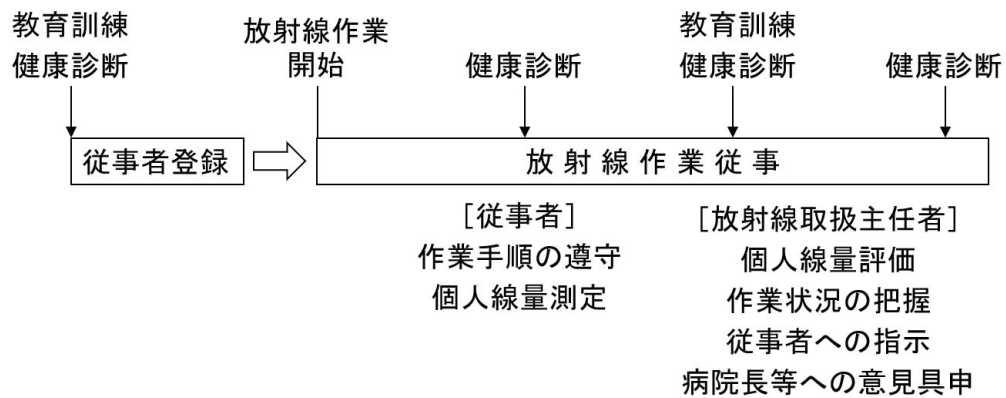 教育訓練
健康診断
放射線作業
開始
健康診断
教育訓練
健康診断
健康診断
従事者登録
放射線作業従事
［従事者］
作業手順の遵守
個人線量測定
［放射線取扱主任者］
個人線量評価
作業状況の把握
従事者への指示
病院長等への意見具申